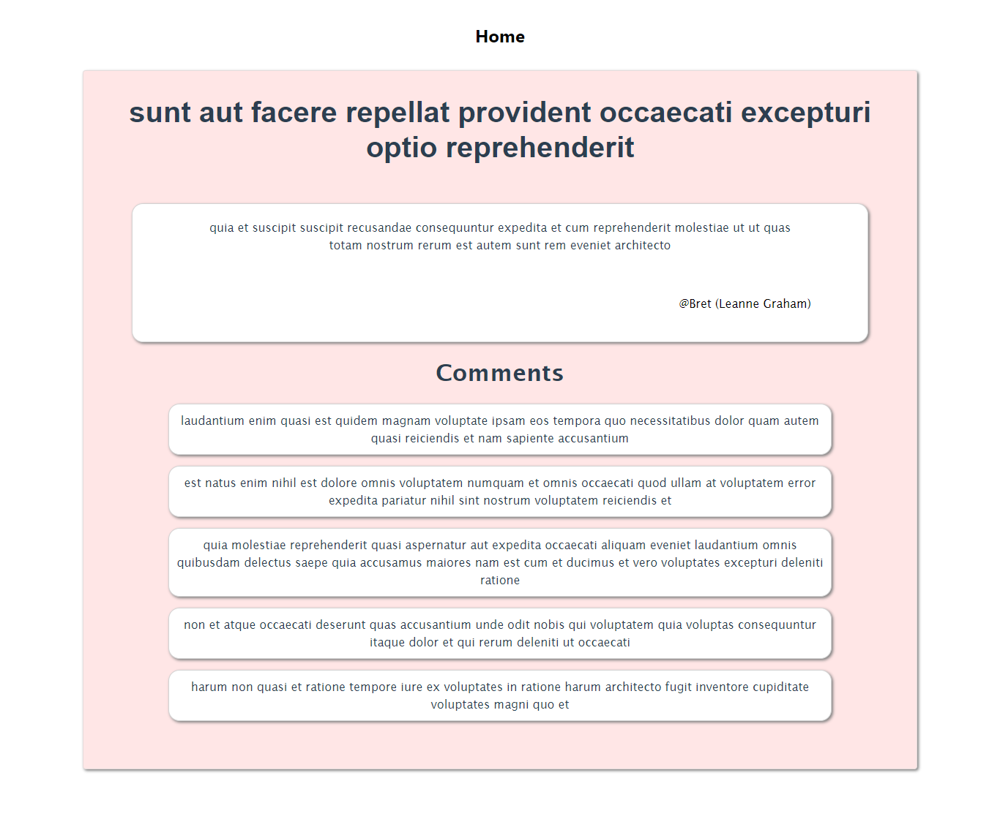 Home
sunt aut facere repellat provident occaecati excepturi
optio reprehenderit
quia et suscipit suscipit recusandae consequuntur expedita et cum reprehenderit molestiae ut ut quas
totam nostrum rerum est autem sunt rem eveniet architecto
@Bret (Leanne Graham)
Comments
laudantium enim quasi est quidem magnam voluptate ipsam eos tempora quo necessitatibus dolor quam autem
quasi reiciendis et nam sapiente accusantium
est natus enim nihil est dolore omnis voluptatem numquam et omnis occaecati quod ullam at voluptatem error
expedita pariatur nihil sint nostrum voluptatem reiciendis et
quia molestiae reprehenderit quasi aspernatur aut expedita occaecati aliquam eveniet laudantium omnis
quibusdam delectus saepe quia accusamus maiores nam est cum et ducimus et vero voluptates excepturi deleniti
ratione
non et atque occaecati deserunt quas accusantium unde odit nobis qui voluptatem quia voluptas consequuntur
itaque dolor et qui rerum deleniti ut occaecati
harum non quasi et ratione tempore iure ex voluptates in ratione harum architecto fugit inventore cupiditate
voluptates magni quo et